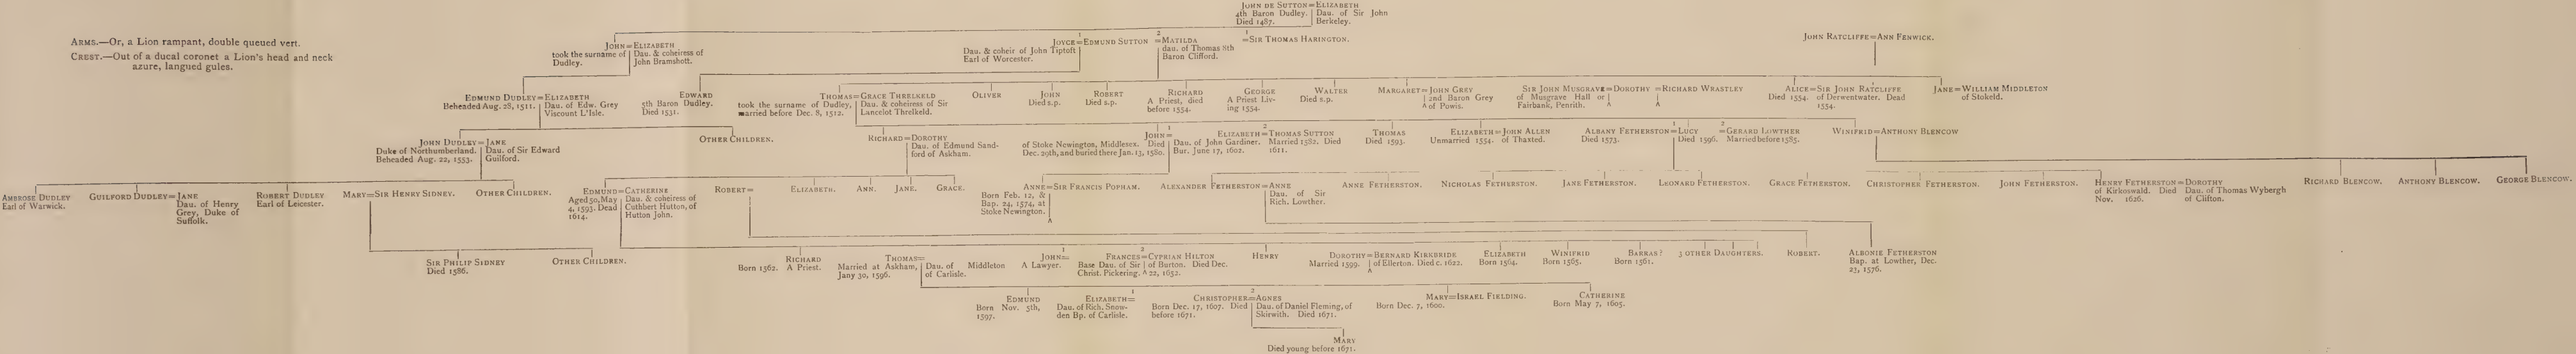 JOHN DE SUTTON=ELIZABETH
4th Baron Dudley. Dau. of Sir John
Died 1487. Berkeley.
ARMS.—Or, a Lion rampant, double queued vert.
CREST.—Out of a ducal coronet a Lion's head and neck
azure, langued gules.
JOHN=ELIZABETH
took the surname of Dau. & coheiress of
Dudley. John Bramshott.
1 2 1
JOYCE=EDMUND SUTTON =MATILDA =SIR THOMAS HARINGTON.
Dau. & coheir of John Tiptoft dau. of Thomas 8th
Earl of Worcester. Baron Clifford.
JOHN RATCLIFFE=ANN FENWICK.
EDMUND DUDLEY=ELIZABETH
Beheaded Aug. 28, 1511. Dau. of Edw. Grey
Viscount L'Isle.
EDWARD
5th Baron Dudley.
Died 1531.
THOMAS=GRACE THRELKELD
took the surname of Dudley, Dau. & coheiress of Sir
married before Dec. 8, 1512. Lancelot Threlkeld.
OLIVER
JOHN
Died s.p.
ROBERT
Died s.p.
RICHARD
A Priest, died
before 1554.
GEORGE
A Priest Liv-
ing 1554.
WALTER
Died s.p.
MARGARET=JOHN GREY
2nd Baron Grey
of Powis.
SIR JOHN MUSGRAVE=DOROTHY =RICHARD WRASTLEY
of Musgrave Hall or
Fairbank, Penrith.
ALICE=SIR JOHN RATCLIFFE
Died 1554. of Derwentwater. Dead
1554.
JANE=WILLIAM MIDDLETON
of Stokeld.
JOHN DUDLEY=JANE
Duke of Northumberland. Dau. of Sir Edward
Beheaded Aug. 22, 1553. Guilford.
OTHER CHILDREN.
RICHARD=DOROTHY
Dau. of Edmund Sand-
ford of Askham.
1 2
JOHN= ELIZABETH=THOMAS SUTTON
of Stoke Newington, Middlesex. Died Dau. of John Gardiner. Married 1582. Died
Dec. 29th, and buried there Jan. 13, 1580. Bur. June 17, 1602. 1611.
THOMAS
Died 1593.
ELIZABETH=JOHN ALLEN
Unmarried 1554. of Thaxted.
1 2
ALBANY FETHERSTON=LUCY =GERARD LOWTHER
Died 1573. Died 1596. Married before 1585.
WINIFRID=ANTHONY BLENCOW
AMBROSE DUDLEY
Earl of Warwick.
GUILFORD DUDLEY=JANE
Dau. of Henry
Grey, Duke of
Suffolk.
ROBERT DUDLEY
Earl of Leicester.
MARY=SIR HENRY SIDNEY.
OTHER CHILDREN.
EDMUND=CATHERINE
Aged 50, May Dau. & coheiress of
4, 1593. Dead Cuthbert Hutton, of
1614. Hutton John.
ROBERT=
ELIZABETH.
ANN.
JANE.
GRACE.
ANNE=SIR FRANCIS POPHAM.
Born Feb. 12, &
Bap. 24, 1574, at
Stoke Newington.
ALEXANDER FETHERSTON=ANNE
Dau. of Sir
Rich. Lowther.
ANNE FETHERSTON.
NICHOLAS FETHERSTON.
JANE FETHERSTON.
LEONARD FETHERSTON.
GRACE FETHERSTON.
CHRISTOPHER FETHERSTON.
JOHN FETHERSTON.
HENRY FETHERSTON=DOROTHY
of Kirkoswald. Died Dau. of Thomas Wybergh
Nov. 1626. of Clifton.
RICHARD BLENCOW.
ANTHONY BLENCOW.
GEORGE BLENCOW.
SIR PHILIP SIDNEY
Died 1586.
OTHER CHILDREN.
RICHARD
Born 1562. A Priest.
THOMAS=
Married at Askham, Dau. of Middleton
Jany 30, 1596. of Carlisle.
1 2
JOHN= FRANCES=CYPRIAN HILTON
A Lawyer. Base Dau. of Sir of Burton. Died Dec.
Christ. Pickering. 22, 1652.
HENRY
DOROTHY=BERNARD KIRKBRIDE
Married 1599. of Ellerton. Died c. 1622.
ELIZABETH
Born 1564.
WINIFRID
Born 1565.
BARRAS?
Born 1561.
3 OTHER DAUGHTERS.
ROBERT.
ALBONIE FETHERSTON
Bap. at Lowther, Dec.
23, 1576.
EDMUND
Born Nov. 5th,
1597.
1 2
ELIZABETH= CHRISTOPHER=AGNES
Dau. of Rich. Snow- Born Dec. 17, 1607. Died Dau. of Daniel Fleming, of
den Bp. of Carlisle. before 1671. Skirwith. Died 1671.
MARY=ISRAEL FIELDING.
Born Dec. 7, 1600.
CATHERINE
Born May 7, 1605.
MARY
Died young before 1671.